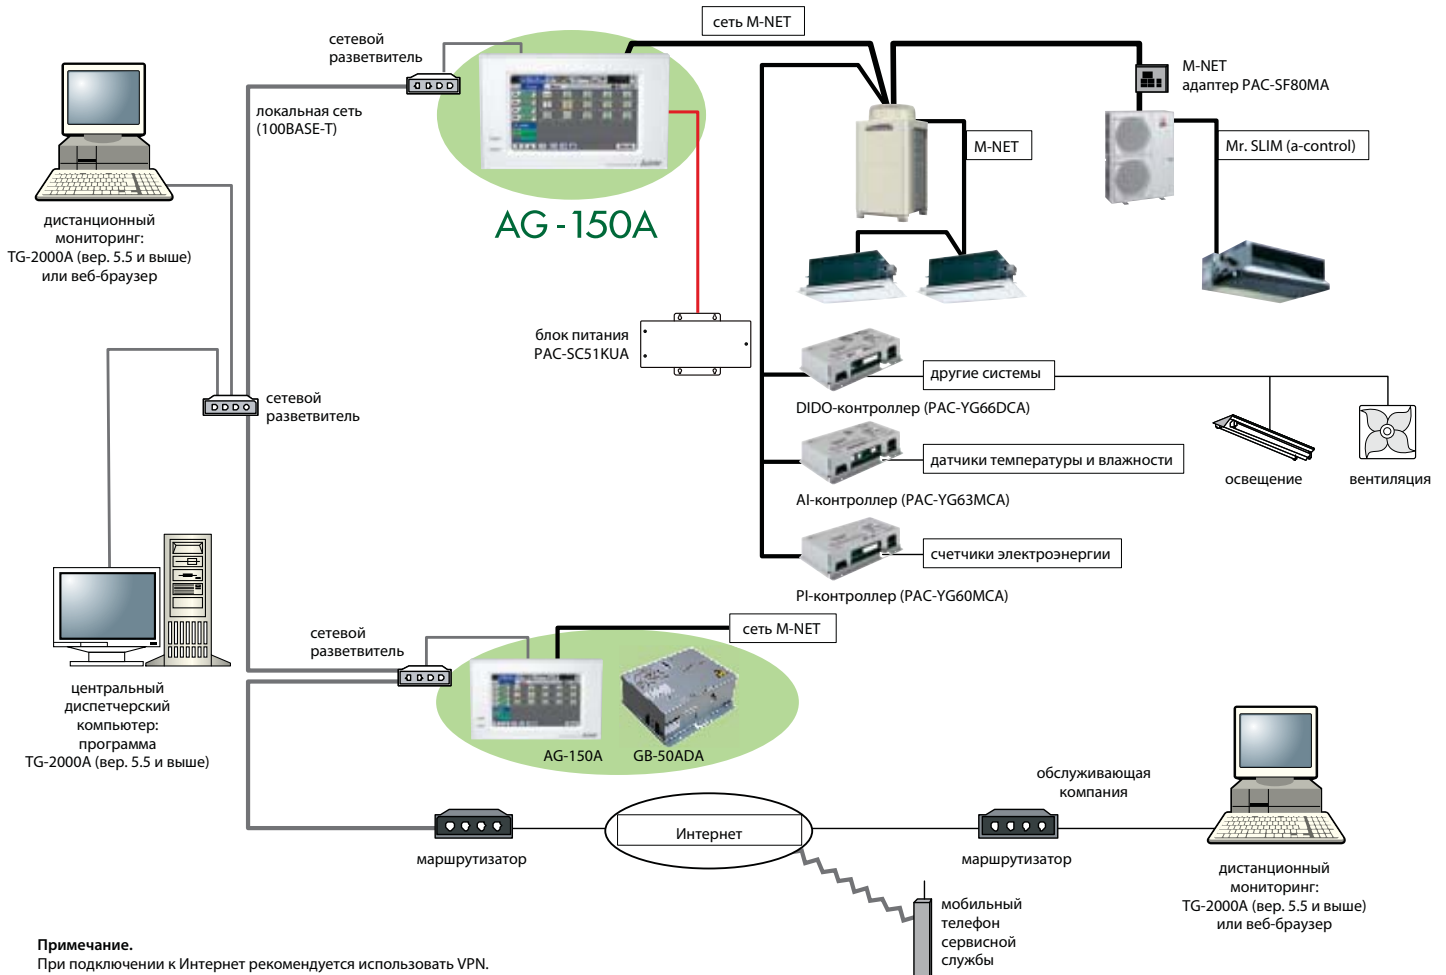 сеть M-NET
сетевой
разветвитель
локальная сеть
(100BASE-T)
M-NET
адаптер PAC-SF80MA
M-NET
Mr. SLIM (a-control)
AG-150A
дистанционный
мониторинг:
TG-2000A (вер. 5.5 и выше)
или веб-браузер
блок питания
PAC-SC51KUA
другие системы
DIDO-контроллер (PAC-YG66DCA)
сетевой
разветвитель
датчики температуры и влажности
AI-контроллер (PAC-YG63MCA)
освещение
вентиляция
счетчики электроэнергии
PI-контроллер (PAC-YG60MCA)
сетевой
разветвитель
сеть M-NET
центральный
диспетчерский
компьютер:
программа
TG-2000A (вер. 5.5 и выше)
AG-150A
GB-50ADA
обслуживающая
компания
Интернет
маршрутизатор
маршрутизатор
дистанционный
мониторинг:
TG-2000A (вер. 5.5 и выше)
или веб-браузер
мобильный
телефон
сервисной
службы
Примечание.
При подключении к Интернет рекомендуется использовать VPN.